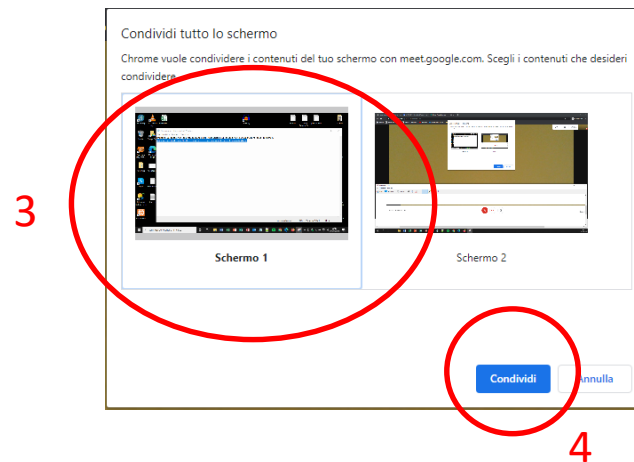 Condividi tutto lo schermo
Chrome vuole condividere i contenuti del tuo schermo con meet.google.com. Scegli i contenuti che desideri
condividere.
3
Schermo 1
Schermo 2
Condividi
Annulla
4